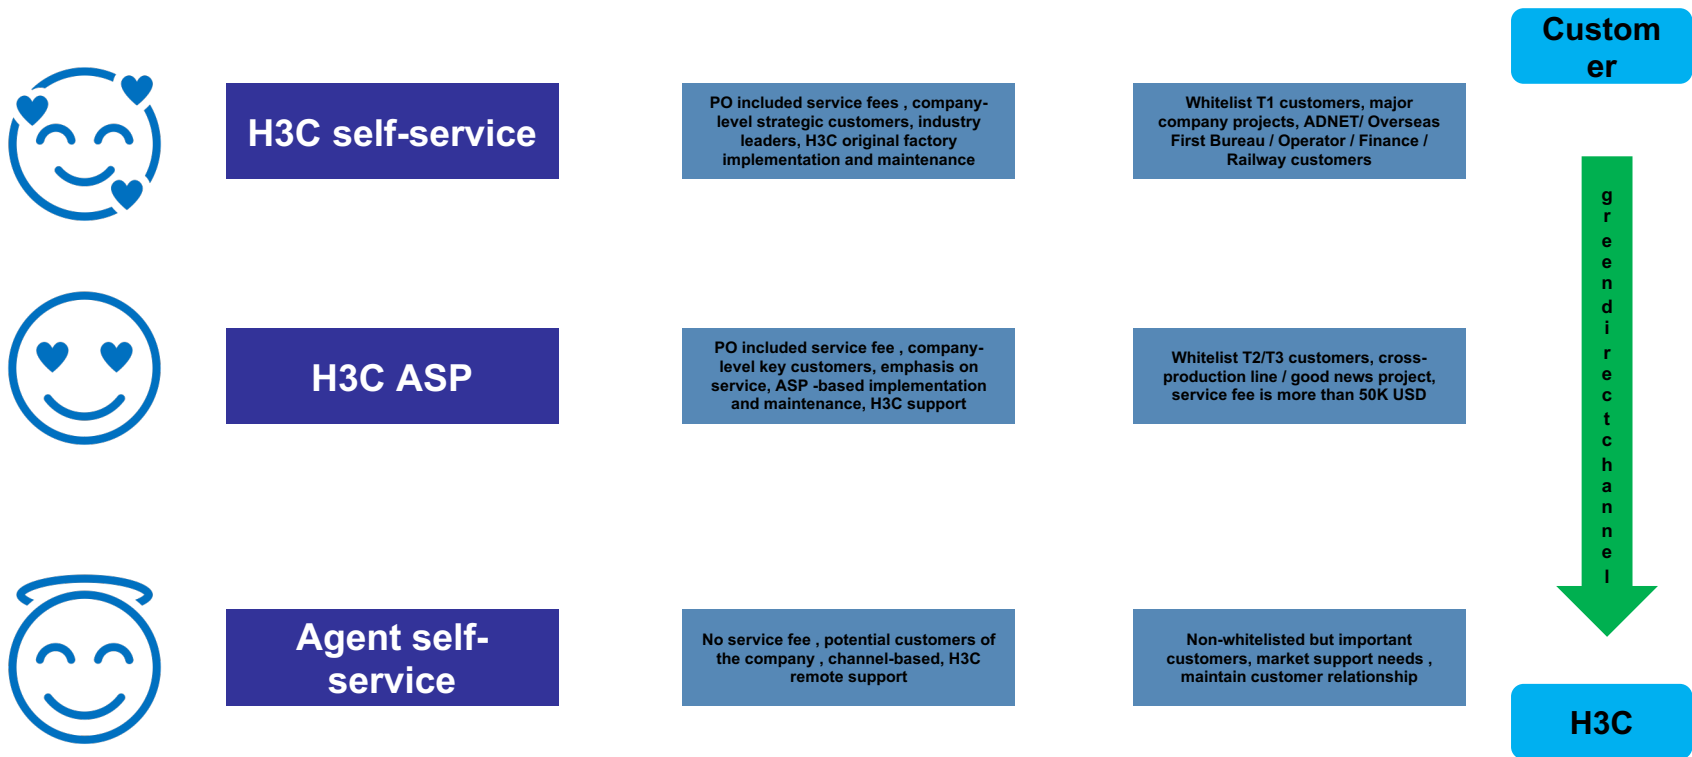 Custom
er
H3C self-service
PO included service fees , company-
level strategic customers, industry
leaders, H3C original factory
implementation and maintenance
Whitelist T1 customers, major
company projects, ADNET/ Overseas
First Bureau / Operator / Finance /
Railway customers
H3C ASP
PO included service fee , company-
level key customers, emphasis on
service, ASP -based implementation
and maintenance, H3C support
Whitelist T2/T3 customers, cross-
production line / good news project,
service fee is more than 50K USD
Agent self-
service
No service fee , potential customers of
the company , channel-based, H3C
remote support
Non-whitelisted but important
customers, market support needs ,
maintain customer relationship
greendirectchannel
H3C